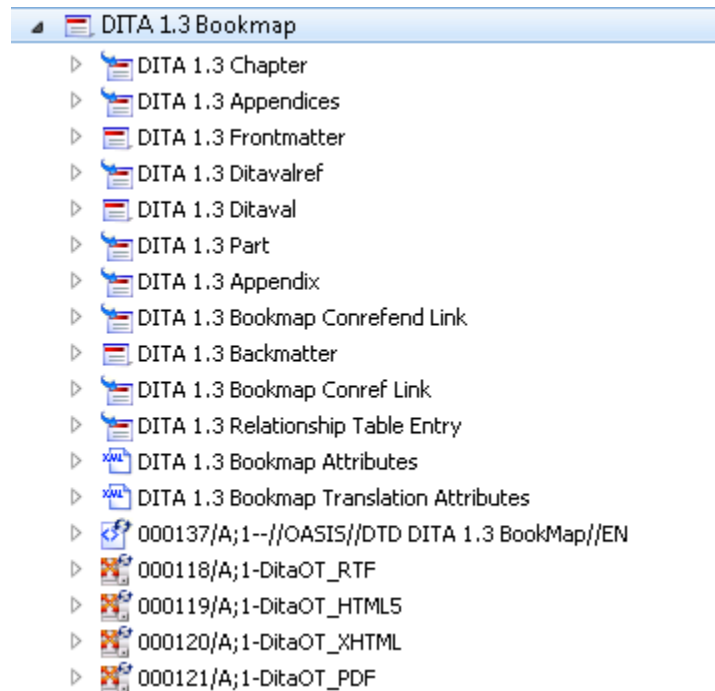 DITA 1.3 Bookmap
DITA 1.3 Chapter
DITA 1.3 Appendices
DITA 1.3 Frontmatter
DITA 1.3 Ditavalref
DITA 1.3 Ditaval
DITA 1.3 Part
DITA 1.3 Appendix
DITA 1.3 Bookmap Conrefend Link
DITA 1.3 Backmatter
DITA 1.3 Bookmap Conref Link
DITA 1.3 Relationship Table Entry
DITA 1.3 Bookmap Attributes
DITA 1.3 Bookmap Translation Attributes
000137/A;1--//OASIS//DTD DITA 1.3 BookMap//EN
000118/A;1-DitaOT_RTF
000119/A;1-DitaOT_HTML5
000120/A;1-DitaOT_XHTML
000121/A;1-DitaOT_PDF